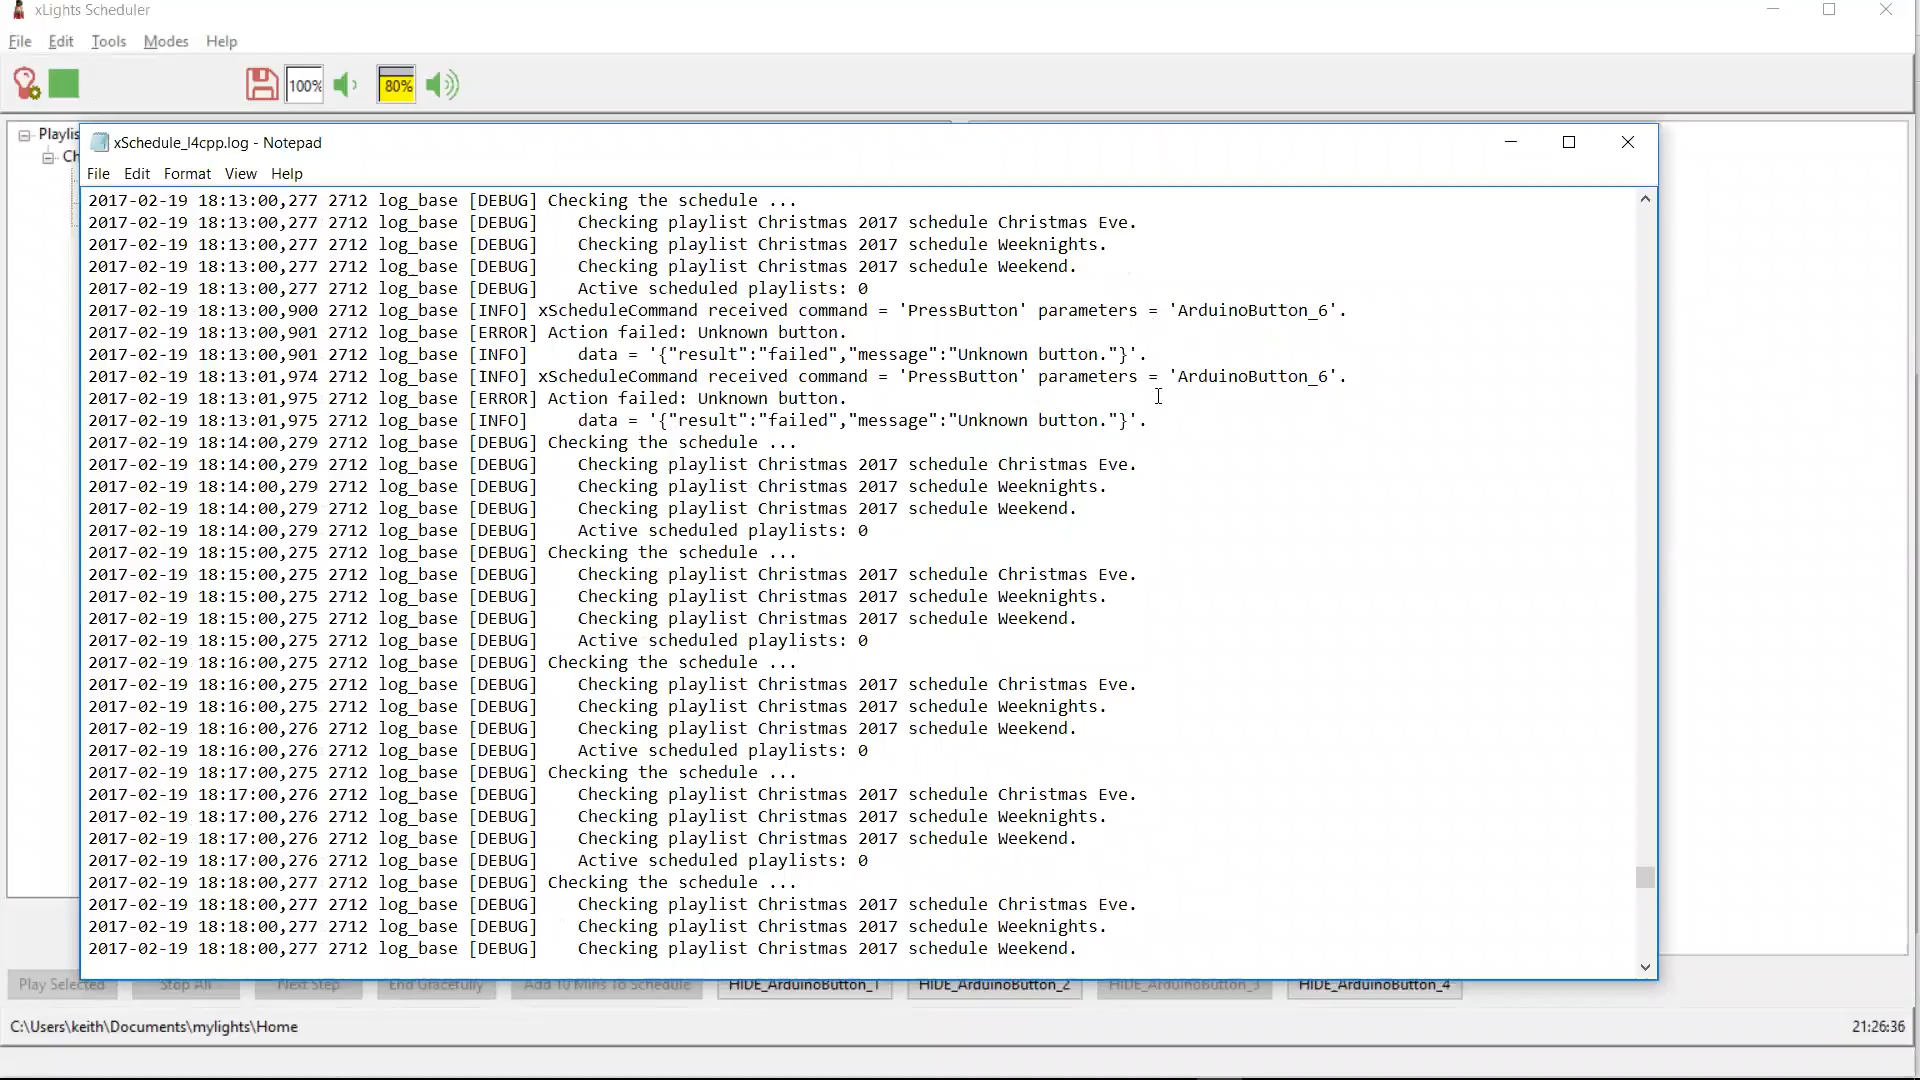 xLights Scheduler
File Edit Tools Modes Help
100% 80%
Playlis
Ch
xSchedule_l4cpp.log - Notepad
File Edit Format View Help
2017-02-19 18:13:00,277 2712 log_base [DEBUG] Checking the schedule ...
2017-02-19 18:13:00,277 2712 log_base [DEBUG]    Checking playlist Christmas 2017 schedule Christmas Eve.
2017-02-19 18:13:00,277 2712 log_base [DEBUG]    Checking playlist Christmas 2017 schedule Weeknights.
2017-02-19 18:13:00,277 2712 log_base [DEBUG]    Checking playlist Christmas 2017 schedule Weekend.
2017-02-19 18:13:00,277 2712 log_base [DEBUG]    Active scheduled playlists: 0
2017-02-19 18:13:00,900 2712 log_base [INFO] xScheduleCommand received command = 'PressButton' parameters = 'ArduinoButton_6'.
2017-02-19 18:13:00,901 2712 log_base [ERROR] Action failed: Unknown button.
2017-02-19 18:13:00,901 2712 log_base [INFO]     data = '{"result":"failed","message":"Unknown button."}'.
2017-02-19 18:13:01,974 2712 log_base [INFO] xScheduleCommand received command = 'PressButton' parameters = 'ArduinoButton_6'.
2017-02-19 18:13:01,975 2712 log_base [ERROR] Action failed: Unknown button.
2017-02-19 18:13:01,975 2712 log_base [INFO]     data = '{"result":"failed","message":"Unknown button."}'.
2017-02-19 18:14:00,279 2712 log_base [DEBUG] Checking the schedule ...
2017-02-19 18:14:00,279 2712 log_base [DEBUG]    Checking playlist Christmas 2017 schedule Christmas Eve.
2017-02-19 18:14:00,279 2712 log_base [DEBUG]    Checking playlist Christmas 2017 schedule Weeknights.
2017-02-19 18:14:00,279 2712 log_base [DEBUG]    Checking playlist Christmas 2017 schedule Weekend.
2017-02-19 18:14:00,279 2712 log_base [DEBUG]    Active scheduled playlists: 0
2017-02-19 18:15:00,275 2712 log_base [DEBUG] Checking the schedule ...
2017-02-19 18:15:00,275 2712 log_base [DEBUG]    Checking playlist Christmas 2017 schedule Christmas Eve.
2017-02-19 18:15:00,275 2712 log_base [DEBUG]    Checking playlist Christmas 2017 schedule Weeknights.
2017-02-19 18:15:00,275 2712 log_base [DEBUG]    Checking playlist Christmas 2017 schedule Weekend.
2017-02-19 18:15:00,275 2712 log_base [DEBUG]    Active scheduled playlists: 0
2017-02-19 18:16:00,275 2712 log_base [DEBUG] Checking the schedule ...
2017-02-19 18:16:00,275 2712 log_base [DEBUG]    Checking playlist Christmas 2017 schedule Christmas Eve.
2017-02-19 18:16:00,275 2712 log_base [DEBUG]    Checking playlist Christmas 2017 schedule Weeknights.
2017-02-19 18:16:00,276 2712 log_base [DEBUG]    Checking playlist Christmas 2017 schedule Weekend.
2017-02-19 18:16:00,276 2712 log_base [DEBUG]    Active scheduled playlists: 0
2017-02-19 18:17:00,275 2712 log_base [DEBUG] Checking the schedule ...
2017-02-19 18:17:00,276 2712 log_base [DEBUG]    Checking playlist Christmas 2017 schedule Christmas Eve.
2017-02-19 18:17:00,276 2712 log_base [DEBUG]    Checking playlist Christmas 2017 schedule Weeknights.
2017-02-19 18:17:00,276 2712 log_base [DEBUG]    Checking playlist Christmas 2017 schedule Weekend.
2017-02-19 18:17:00,276 2712 log_base [DEBUG]    Active scheduled playlists: 0
2017-02-19 18:18:00,277 2712 log_base [DEBUG] Checking the schedule ...
2017-02-19 18:18:00,277 2712 log_base [DEBUG]    Checking playlist Christmas 2017 schedule Christmas Eve.
2017-02-19 18:18:00,277 2712 log_base [DEBUG]    Checking playlist Christmas 2017 schedule Weeknights.
2017-02-19 18:18:00,277 2712 log_base [DEBUG]    Checking playlist Christmas 2017 schedule Weekend.
Play Selected Stop All Next Step End Gracefully Add 10 Mins To Schedule HIDE_ArduinoButton_1 HIDE_ArduinoButton_2 HIDE_ArduinoButton_3 HIDE_ArduinoButton_4
C:\Users\keith\Documents\mylights\Home 21:26:36